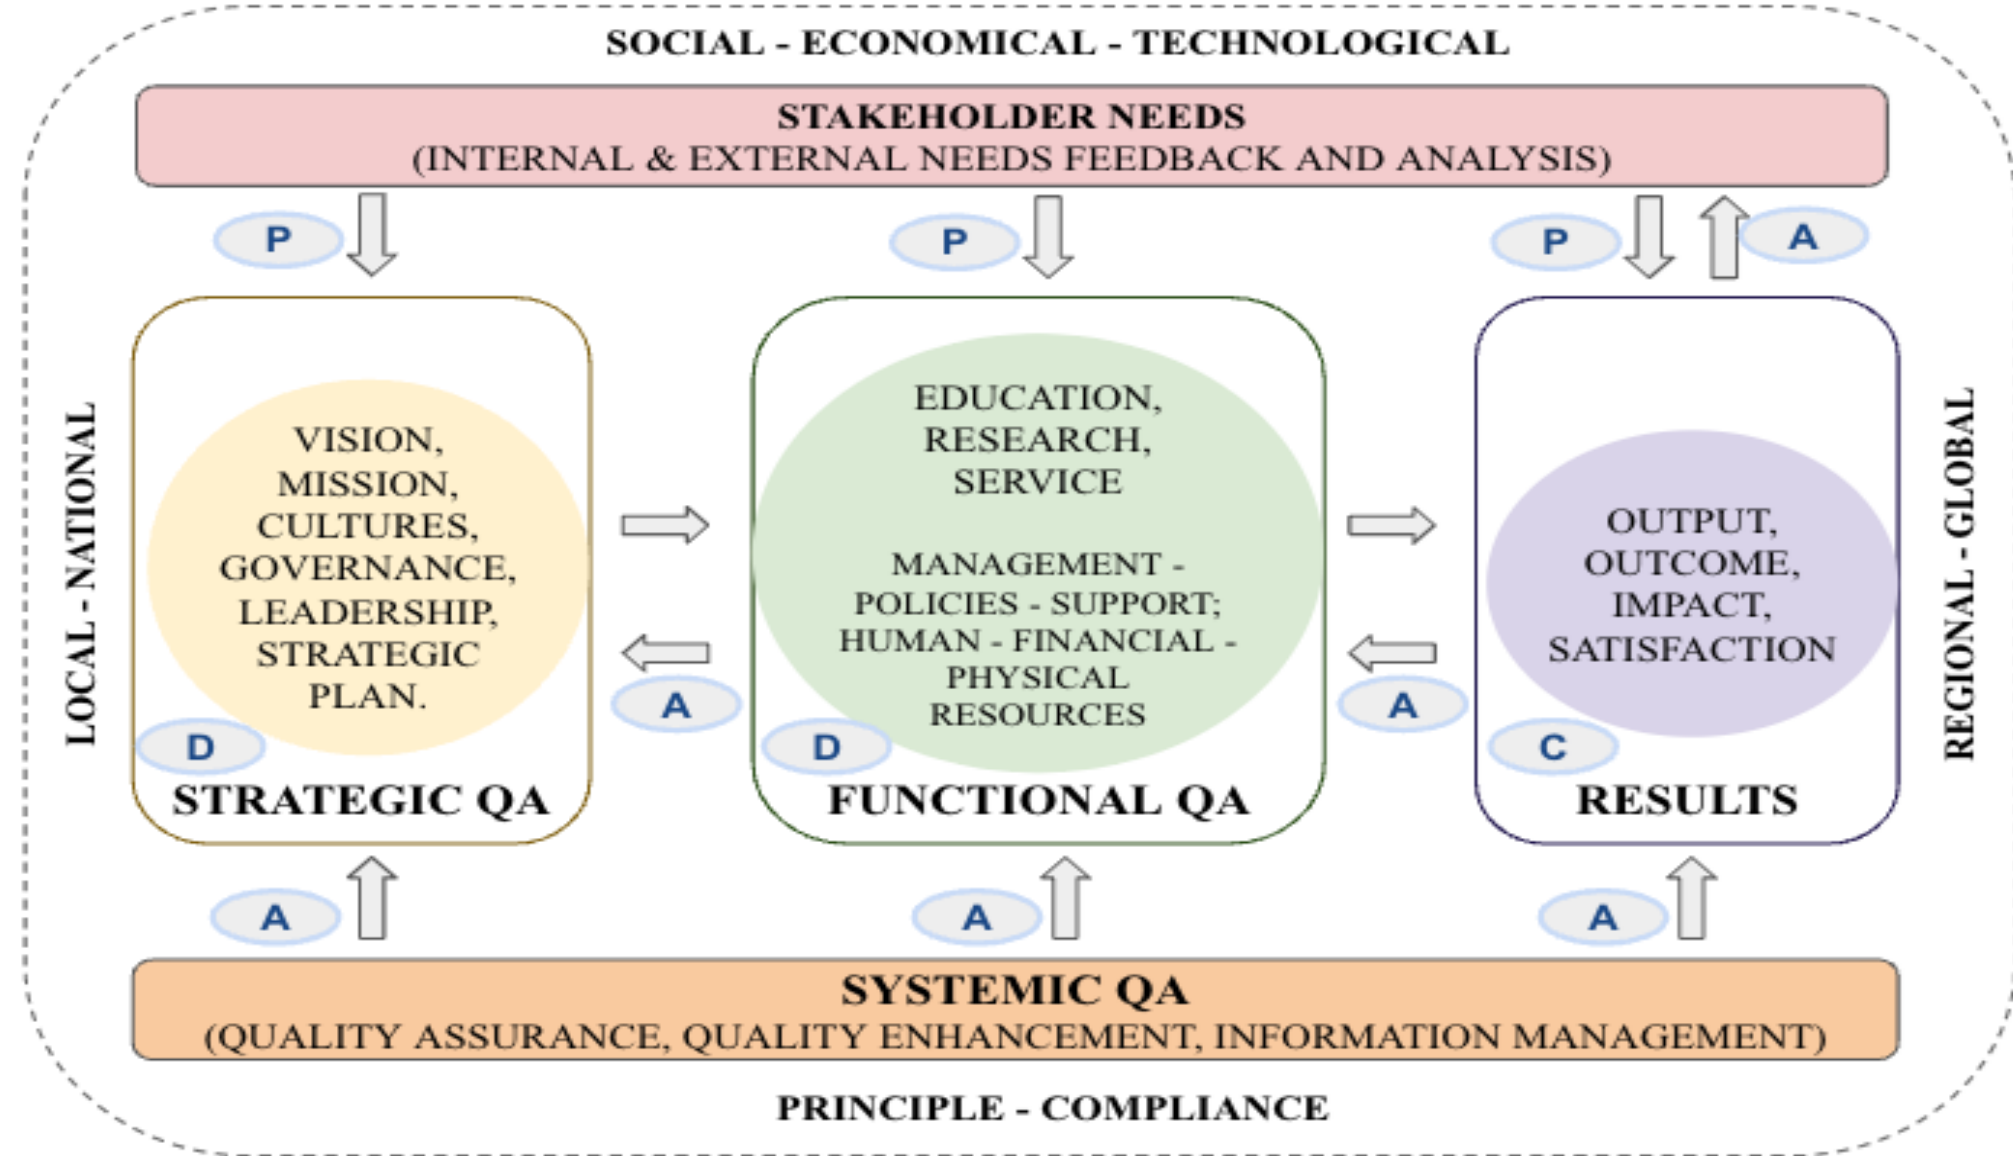 SOCIAL - ECONOMICAL - TECHNOLOGICAL
STAKEHOLDER NEEDS
(INTERNAL & EXTERNAL NEEDS FEEDBACK AND ANALYSIS)
P
P
P
A
LOCAL - NATIONAL
VISION,
MISSION,
CULTURES,
GOVERNANCE,
LEADERSHIP,
STRATEGIC
PLAN.
D
STRATEGIC QA
A
EDUCATION,
RESEARCH,
SERVICE
MANAGEMENT -
POLICIES - SUPPORT;
HUMAN - FINANCIAL -
PHYSICAL
RESOURCES
D
FUNCTIONAL QA
A
OUTPUT,
OUTCOME,
IMPACT,
SATISFACTION
C
RESULTS
REGIONAL - GLOBAL
A
A
A
SYSTEMIC QA
(QUALITY ASSURANCE, QUALITY ENHANCEMENT, INFORMATION MANAGEMENT)
PRINCIPLE - COMPLIANCE